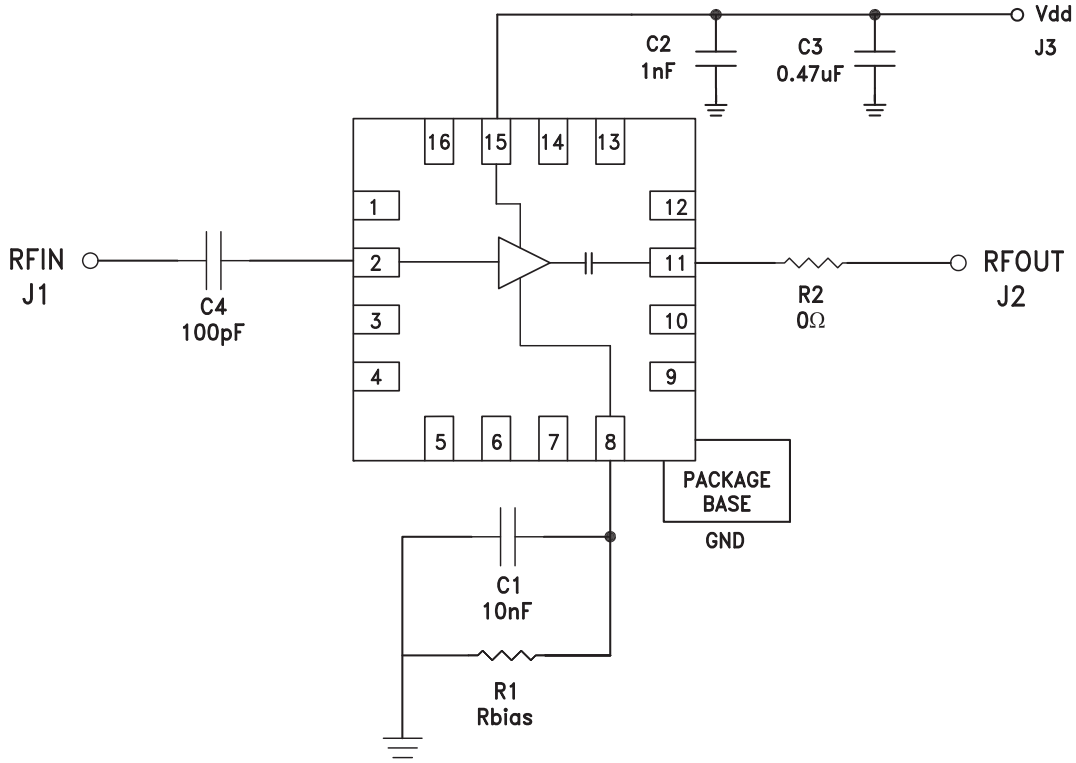 Vdd
J3
C2
1nF
C3
0.47uF
16
15
14
13
1
12
RFIN
J1
C4
100pF
2
11
R2
0Ω
RFOUT
J2
3
10
4
9
5
6
7
8
PACKAGE
BASE
GND
C1
10nF
R1
Rbias